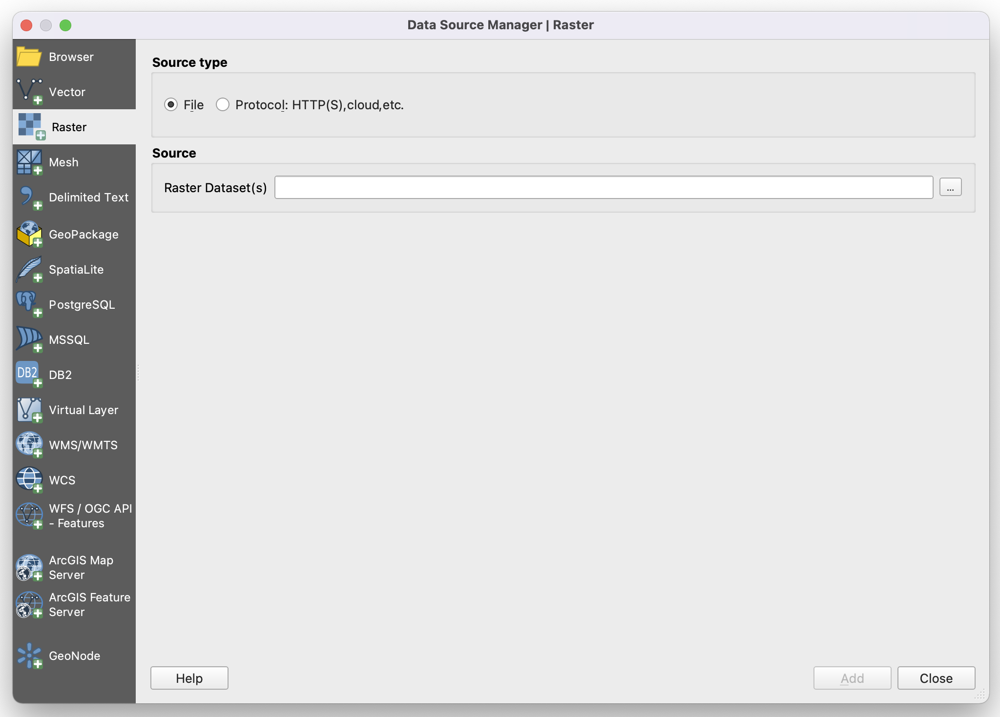 Data Source Manager | Raster
Browser
Vector
Raster
Mesh
Delimited Text
GeoPackage
SpatiaLite
PostgreSQL
MSSQL
DB2
DB2
Virtual Layer
WMS/WMTS
WCS
WFS / OGC API
- Features
ArcGIS Map
Server
ArcGIS Feature
Server
GeoNode
Source type
File
Protocol: HTTP(S),cloud,etc.
Source
Raster Dataset(s)
...
Help
Add
Close